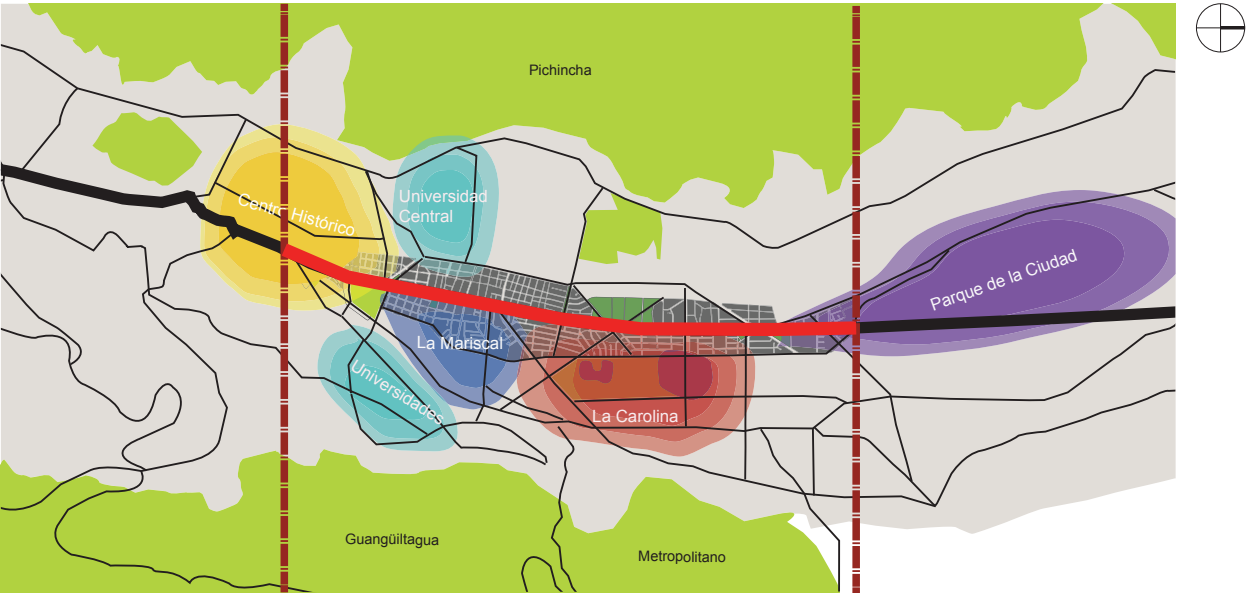 Pichincha
Centro Histórico
Universidad
Central
Parque de la Ciudad
La Mariscal
Universidades
La Carolina
Guangüiltagua
Metropolitano